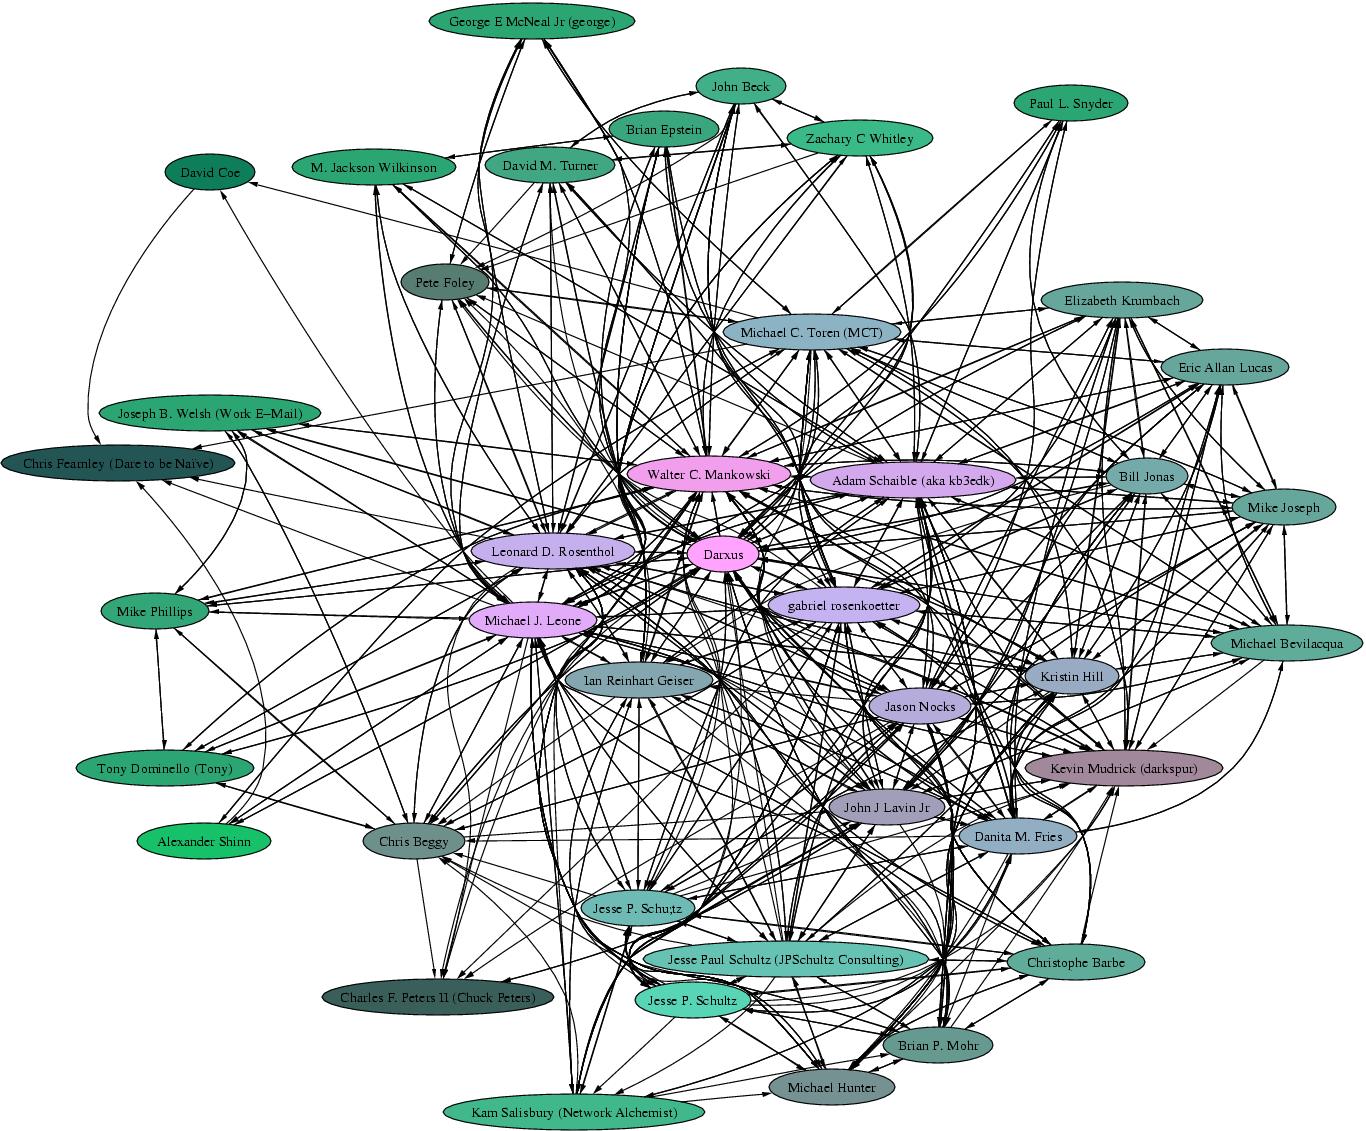 George E McNeal Jr (george)
John Beck
Paul L. Snyder
Brian Epstein
Zachary C Whitley
M. Jackson Wilkinson
David M. Turner
David Coe
Pete Foley
Elizabeth Krumbach
Michael C. Toren (MCT)
Eric Allan Lucas
Joseph B. Welsh (Work E-Mail)
Chris Fearnley (Dare to be Naïve)
Walter C. Mankowski
Adam Schaible (aka kb3edk)
Bill Jonas
Mike Joseph
Leonard D. Rosenthol
Darxus
gabriel rosenkoetter
Mike Phillips
Michael J. Leone
Michael Bevilacqua
Ian Reinhart Geiser
Kristin Hill
Jason Nocks
Tony Dominello (Tony)
Kevin Mudrick (darkspur)
John J Lavin Jr
Danita M. Fries
Alexander Shinn
Chris Beggy
Jesse P. Schu;tz
Jesse Paul Schultz (JPSchultz Consulting)
Christophe Barbe
Charles F. Peters II (Chuck Peters)
Jesse P. Schultz
Brian P. Mohr
Michael Hunter
Kam Salisbury (Network Alchemist)